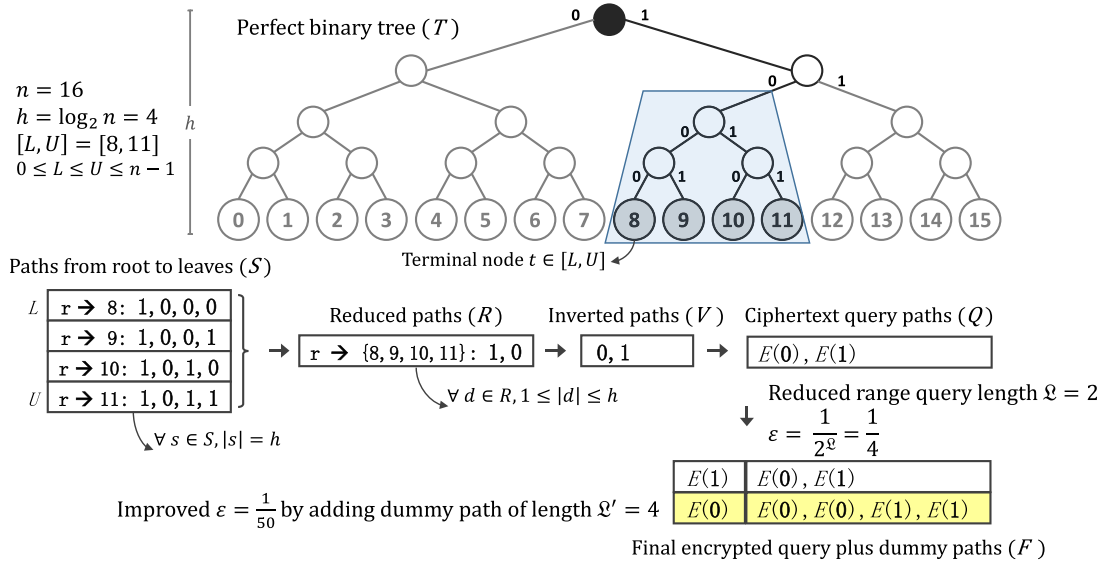 Perfect binary tree (T)
0 1
n = 16
h = log₂ n = 4
[L, U] = [8, 11]
0 ≤ L ≤ U ≤ n − 1
h
0 1
0 1
0 1 0 1
0 1 2 3 4 5 6 7 8 9 10 11 12 13 14 15
Terminal node t ∈ [L, U]
Paths from root to leaves (S)
L r → 8: 1, 0, 0, 0
r → 9: 1, 0, 0, 1
r → 10: 1, 0, 1, 0
U r → 11: 1, 0, 1, 1
∀ s ∈ S, |s| = h
Reduced paths (R)
r → {8, 9, 10, 11}: 1, 0
∀ d ∈ R, 1 ≤ |d| ≤ h
Inverted paths (V)
0, 1
Ciphertext query paths (Q)
E(0), E(1)
Reduced range query length 𝔏 = 2
ε = 1/2^𝔏 = 1/4
E(1) E(0), E(1)
E(0) E(0), E(0), E(1), E(1)
Improved ε = 1/50 by adding dummy path of length 𝔏′ = 4
Final encrypted query plus dummy paths (F)